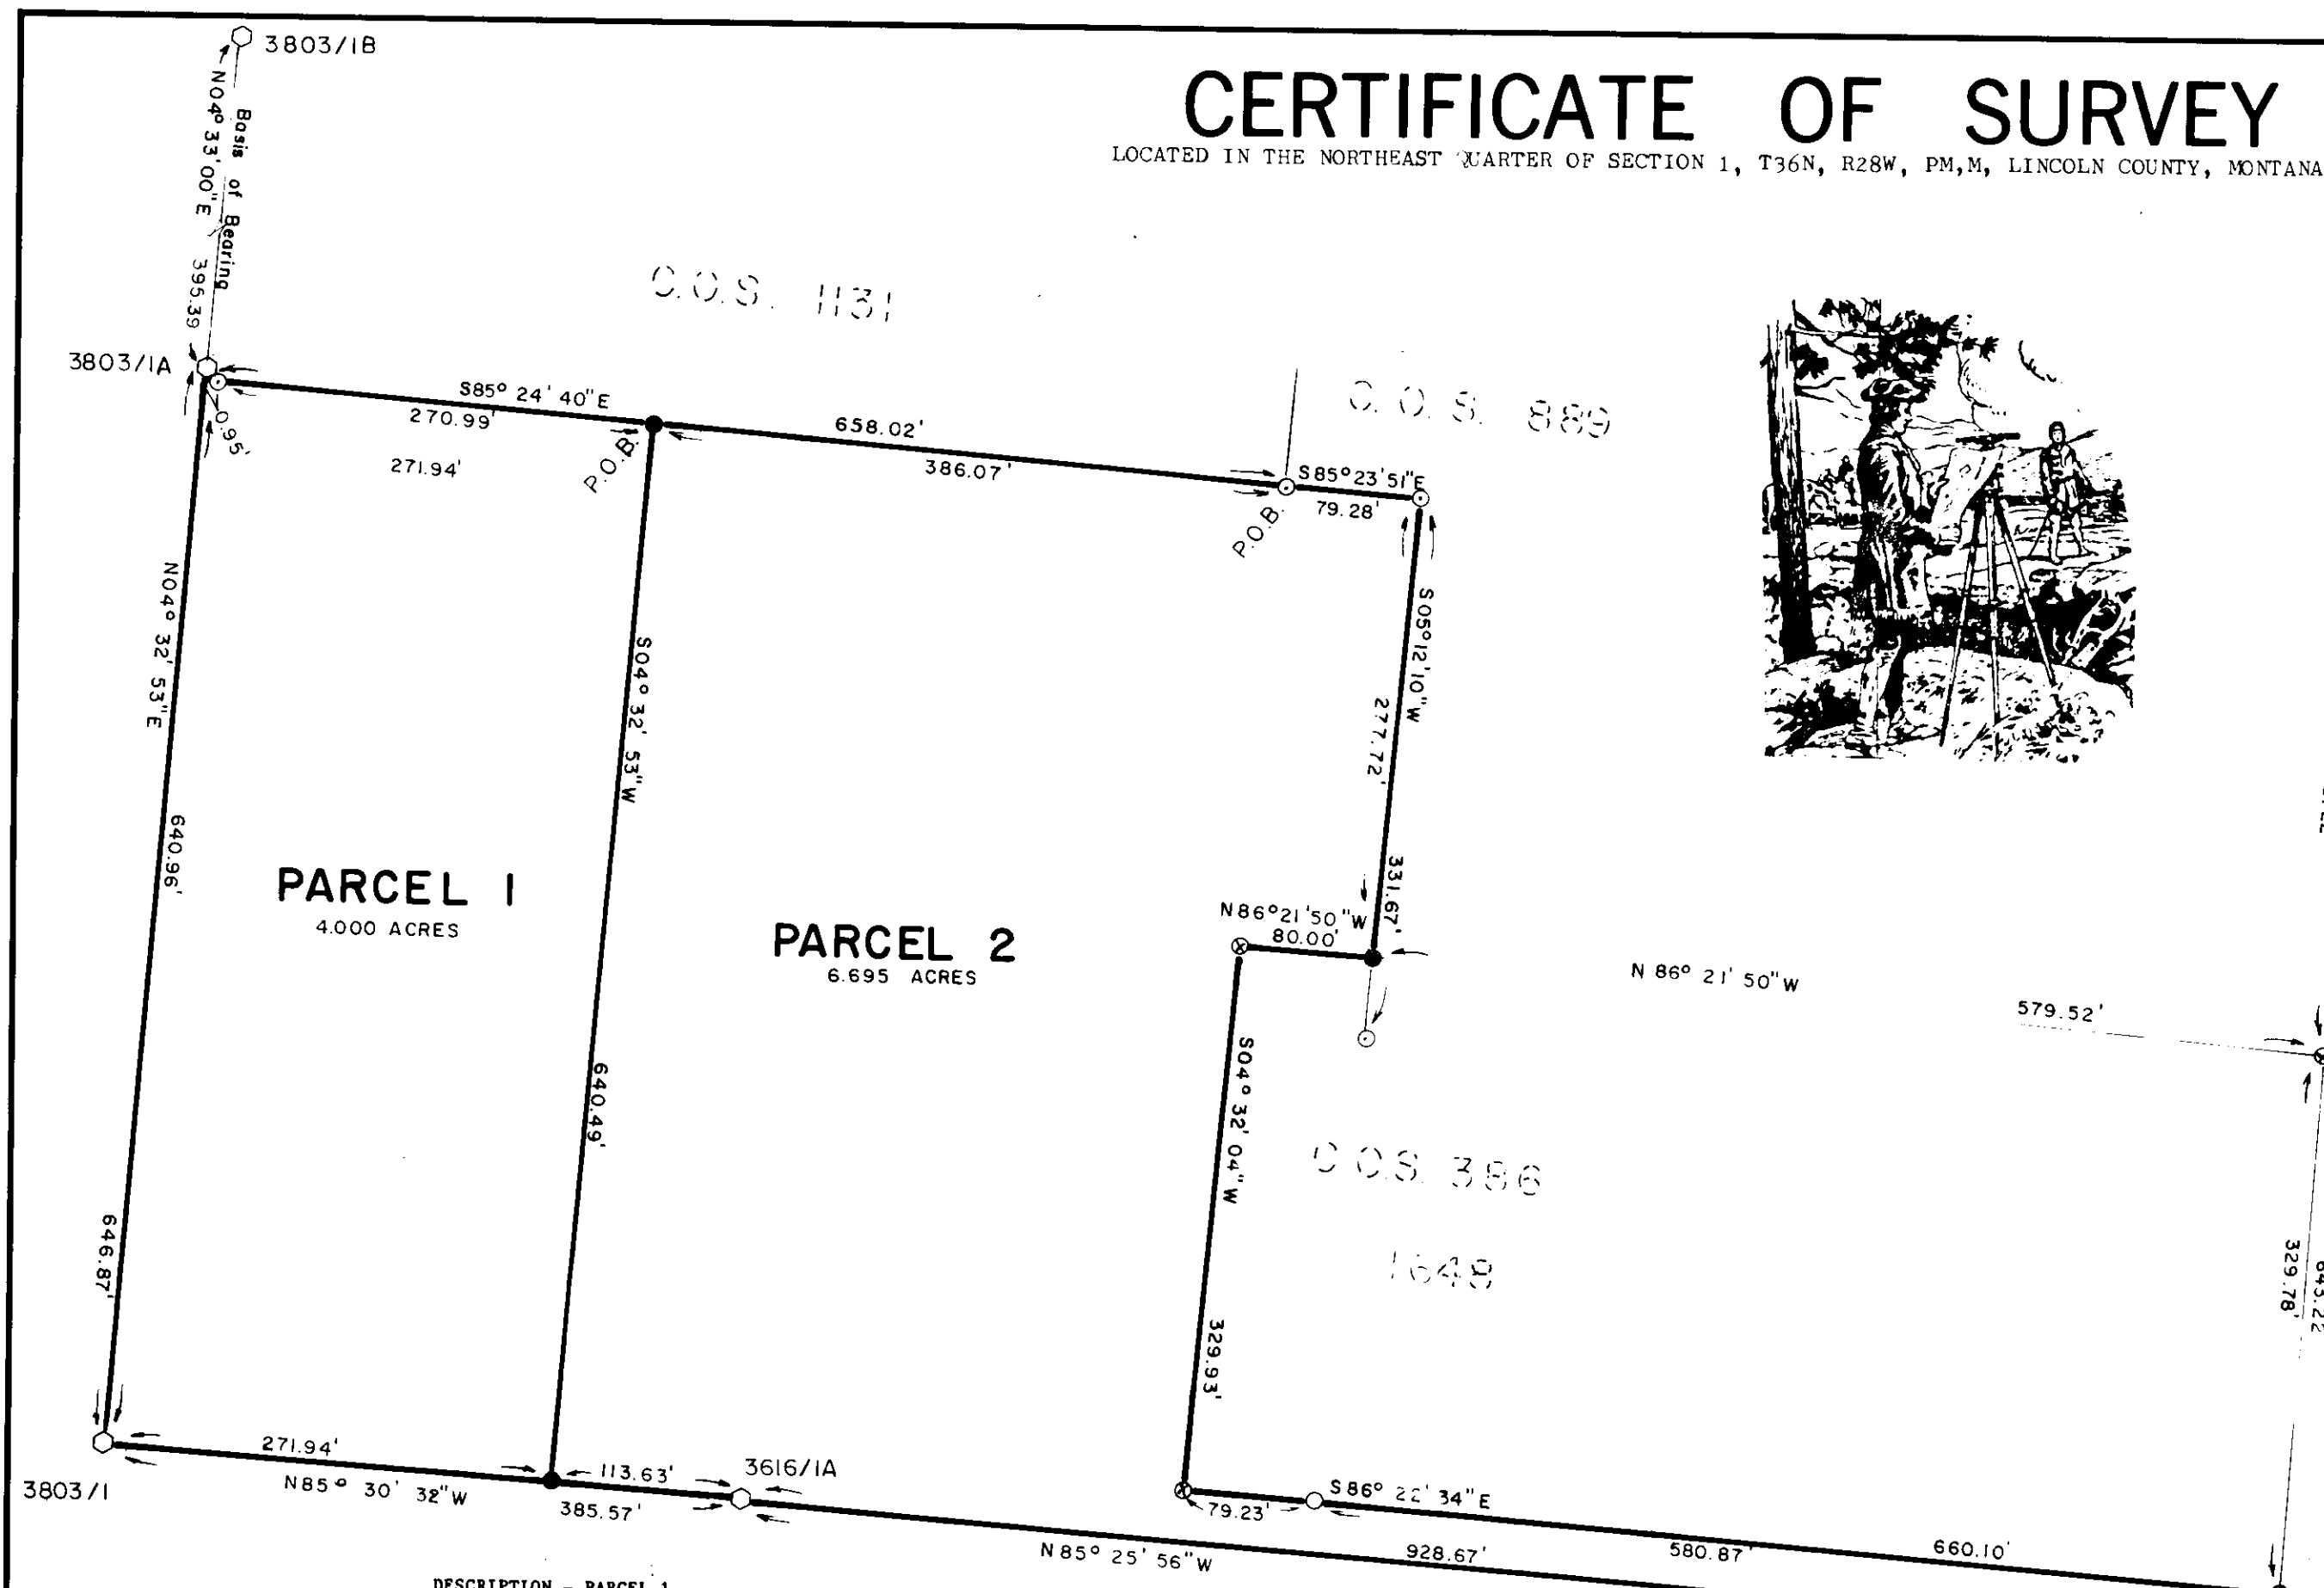 3803/1B
CERTIFICATE OF SURVEY
LOCATED IN THE NORTHEAST QUARTER OF SECTION 1, T36N, R28W, PM,M, LINCOLN COUNTY, MONTANA
N04° 33' 00" E 395.39
Basis of Bearing
C.O.S. 1131
3803/1A
0.95'
S85° 24' 40"E
270.99'
271.94'
P.O.B.
658.02'
386.07'
C.O.S. 889
S85°23'51"E
79.28'
P.O.B.
N04° 32' 53"E
640.96'
646.87'
S04° 32' 53"W
640.49'
S05°12'10"W
277.72'
331.67'
PARCEL 1
4.000 ACRES
PARCEL 2
6.695 ACRES
N86°21'50"W
80.00'
N 86° 21' 50"W
579.52'
S04° 32' 04"W
329.93'
C.O.S. 386
1648
329.78'
271.94'
N85° 30' 32"W
3803/1
113.63'
385.57'
3616/1A
79.23'
S86° 22' 34"E
N85° 25' 56"W
928.67'
580.87'
660.10'
DESCRIPTION - PARCEL 1